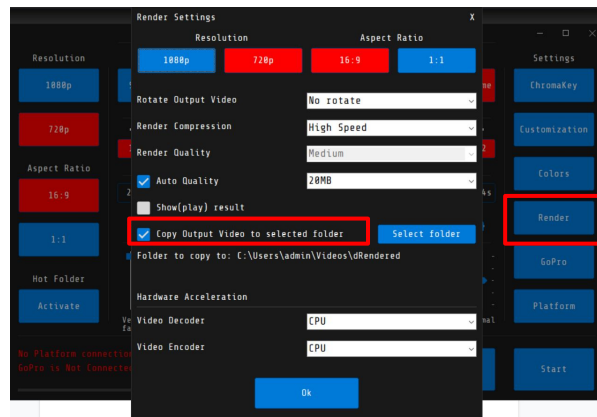 Render Settings X
Resolution Aspect Ratio
1080p 720p 16:9 1:1
Rotate Output Video No rotate
Render Compression High Speed
Render Quality Medium
Auto Quality 20MB
Show(play) result
Copy Output Video to selected folder Select folder
Folder to copy to: C:\Users\admin\Videos\dRendered
Hardware Acceleration
Video Decoder CPU
Video Encoder CPU
Ok
Resolution
1080p
720p
Aspect Ratio
16:9
1:1
Hot Folder
Activate
No Platform connectio
GoPro is Not Connecte
Settings
ChromaKey
Customization
Colors
Render
GoPro
Platform
Start